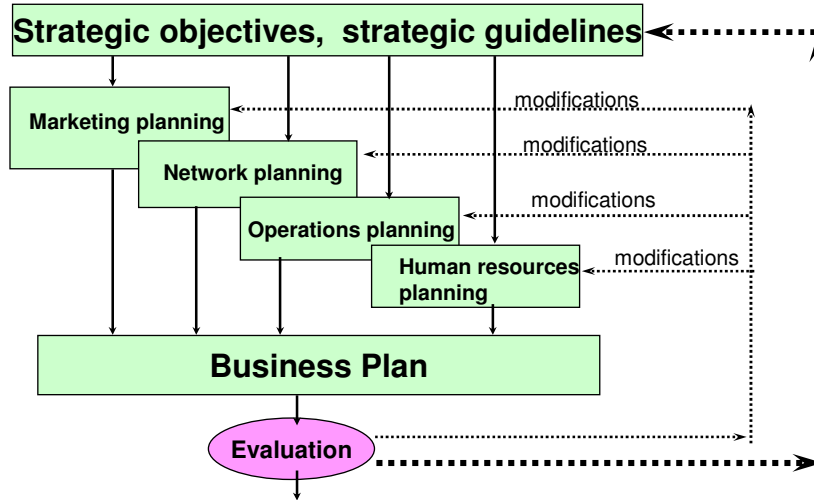 Strategic objectives, strategic guidelines
modifications
Marketing planning
modifications
Network planning
modifications
Operations planning
modifications
Human resources
planning
Business Plan
Evaluation